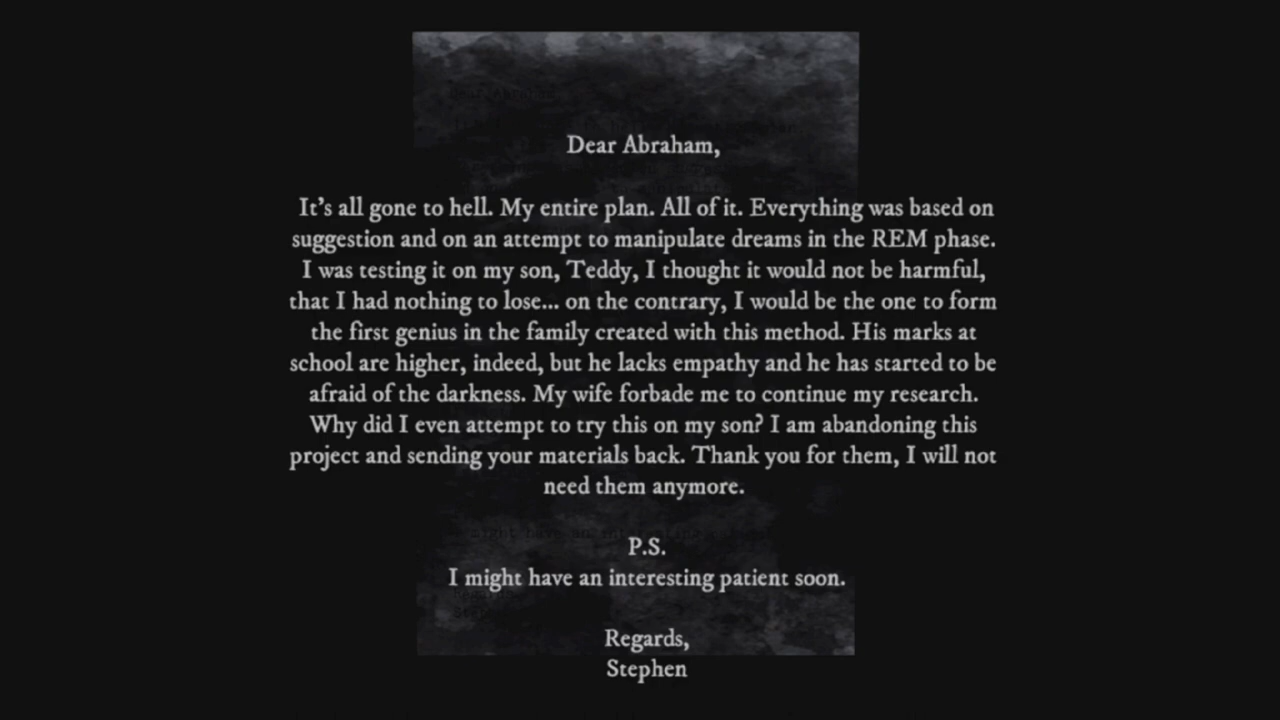 Dear Abraham,
It's all gone to hell. My entire plan. All of it. Everything was based on
suggestion and on an attempt to manipulate dreams in the REM phase.
I was testing it on my son, Teddy, I thought it would not be harmful,
that I had nothing to lose... on the contrary, I would be the one to form
the first genius in the family created with this method. His marks at
school are higher, indeed, but he lacks empathy and he has started to be
afraid of the darkness. My wife forbade me to continue my research.
Why did I even attempt to try this on my son? I am abandoning this
project and sending your materials back. Thank you for them, I will not
need them anymore.
P.S.
I might have an interesting patient soon.
Regards,
Stephen